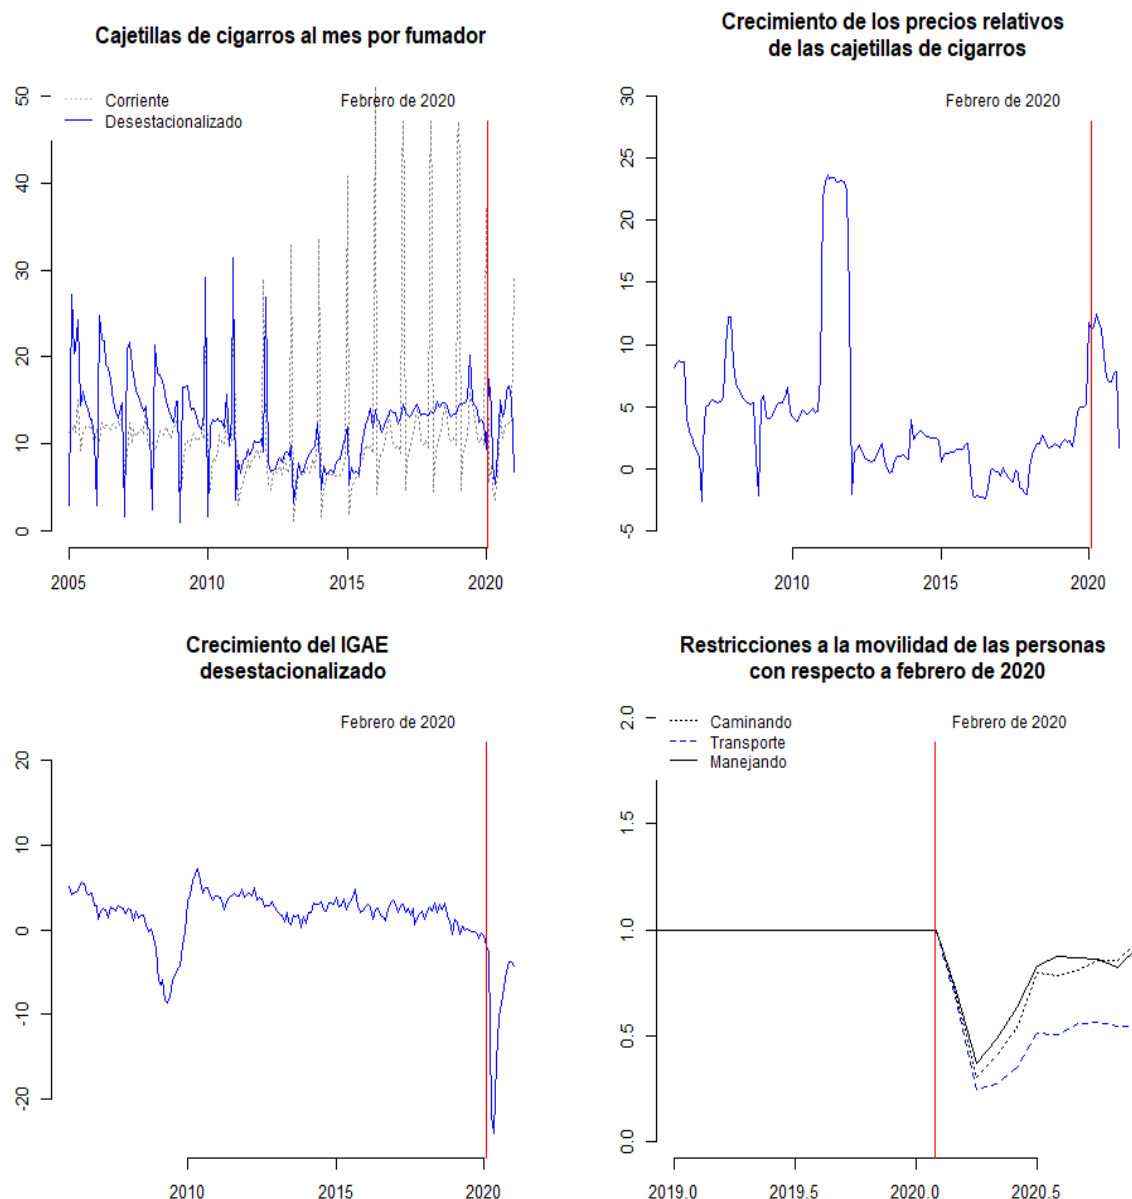 Cajetillas de cigarros al mes por fumador
Corriente
Desestacionalizado
Febrero de 2020
50
40
30
20
10
0
2005
2010
2015
2020
Crecimiento de los precios relativos
de las cajetillas de cigarros
Febrero de 2020
30
25
20
15
10
5
0
-5
2010
2015
2020
Crecimiento del IGAE
desestacionalizado
Febrero de 2020
20
10
0
-10
-20
2010
2015
2020
Restricciones a la movilidad de las personas
con respecto a febrero de 2020
Caminando
Transporte
Manejando
Febrero de 2020
2.0
1.5
1.0
0.5
0.0
2019.0
2019.5
2020.0
2020.5